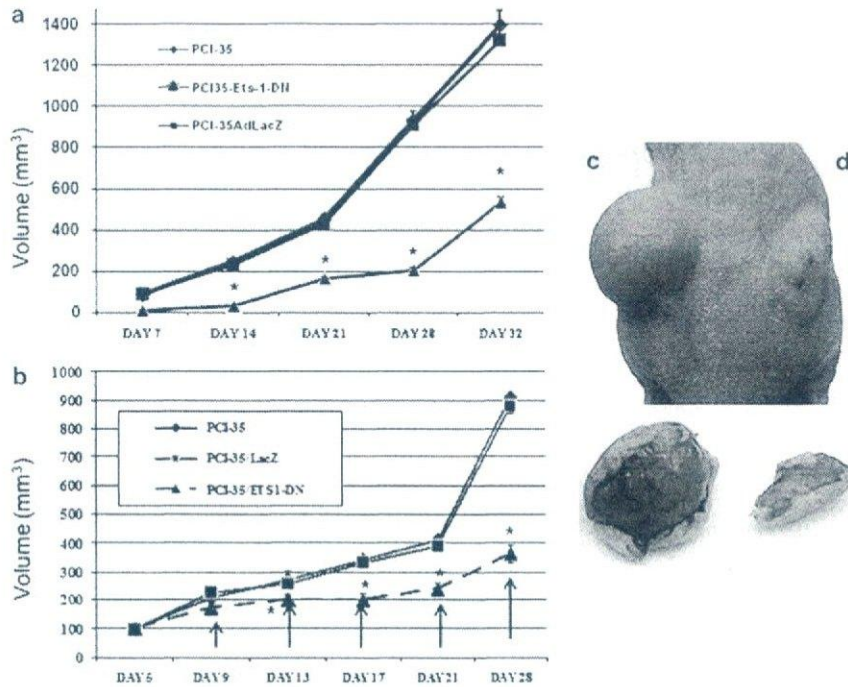 a
1400
1200
1000
800
600
400
200
0
Volume (mm³)
PCI-35
PCI35-Ets-1-DN
PCI-35AdLacZ
*
*
*
*
DAY 7
DAY 14
DAY 21
DAY 28
DAY 32
b
1000
900
800
700
600
500
400
300
200
100
0
Volume (mm³)
PCI-35
PCI-35/LacZ
PCI-35/ETS1-DN
*
*
*
*
DAY 6
DAY 9
DAY 13
DAY 17
DAY 21
DAY 28
c
d